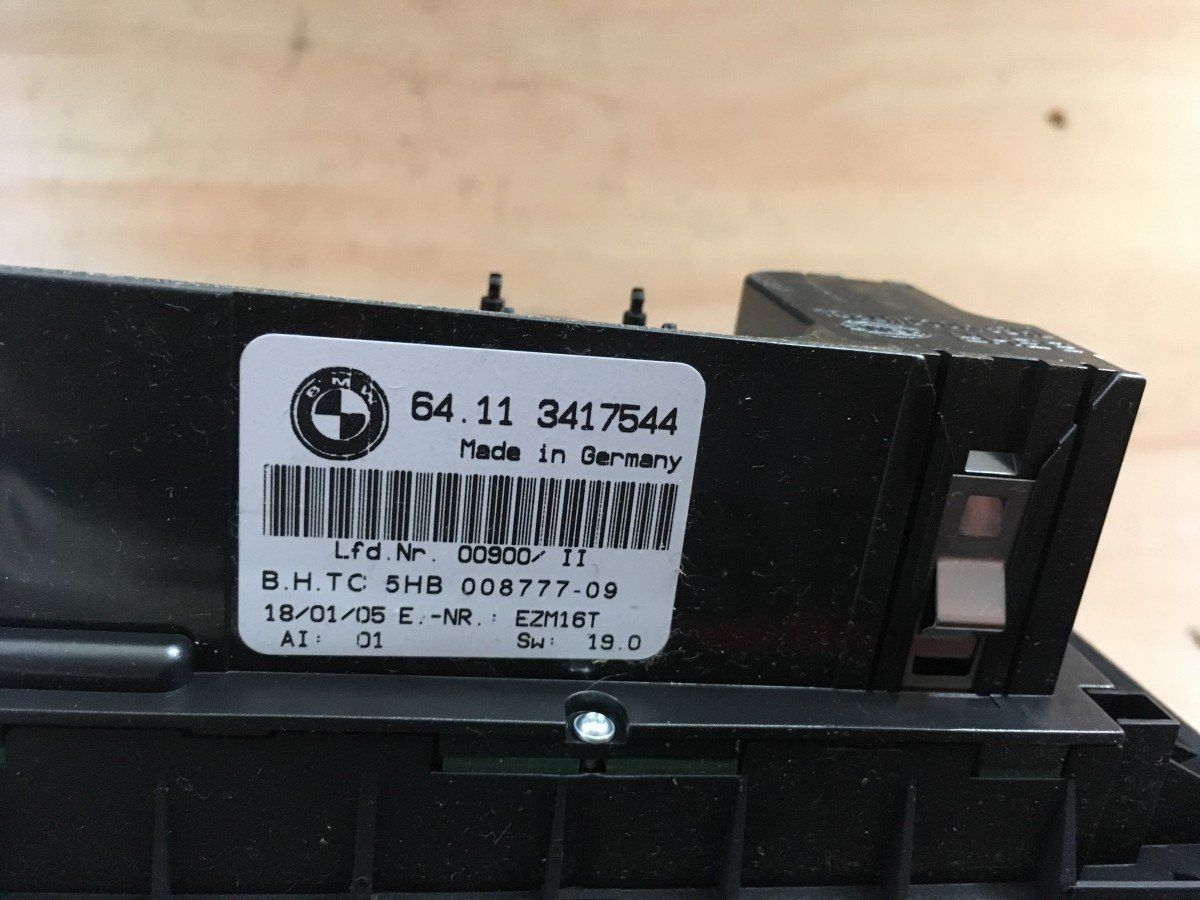 BMW
64.11 3417544
Made in Germany
Lfd.Nr. 00900/ II
B.H.TC 5HB 008777-09
18/01/05 E.-NR.: EZM16T
AI: 01 Sw: 19.0